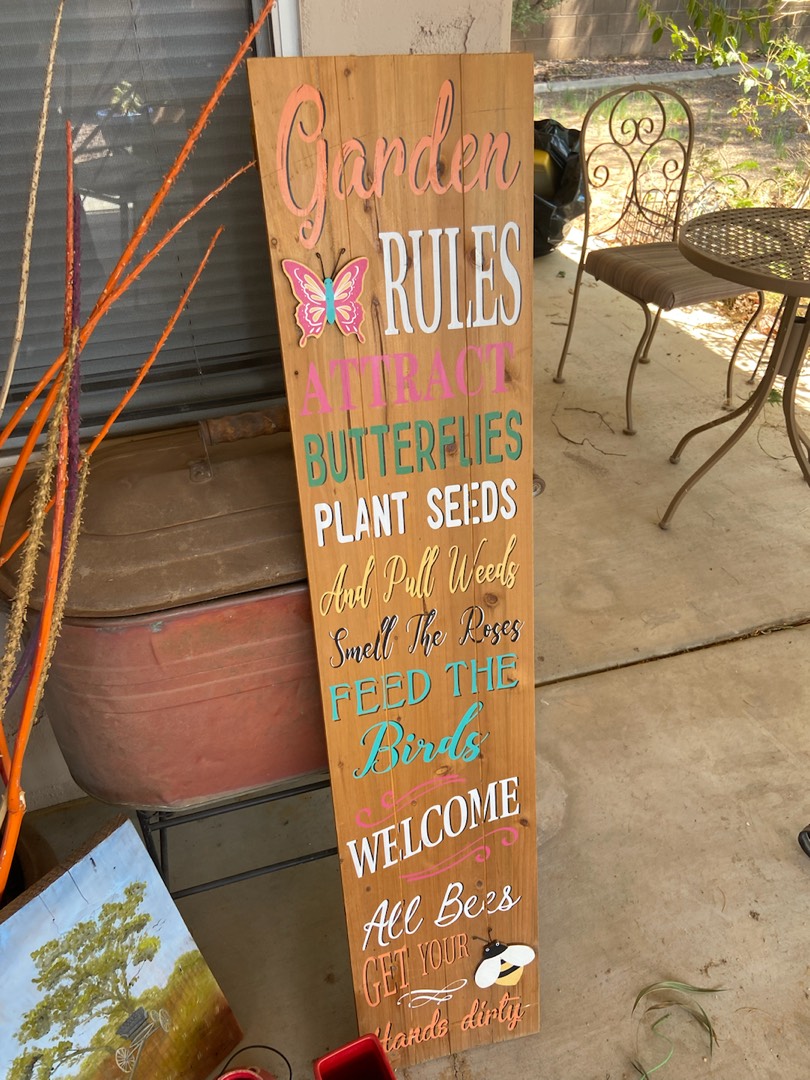 Garden
RULES
ATTRACT
BUTTERFLIES
PLANT SEEDS
And Pull Weeds
Smell The Roses
FEED THE
Birds
WELCOME
All Bees
GET YOUR
Hands dirty